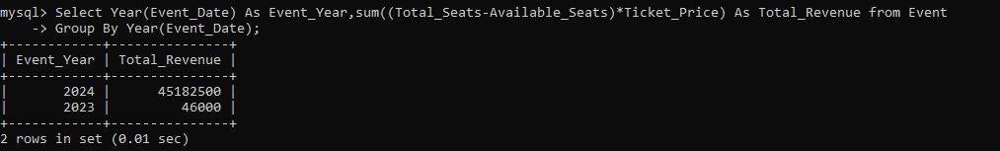 mysql> Select Year(Event_Date) As Event_Year,sum((Total_Seats-Available_Seats)*Ticket_Price) As Total_Revenue from Event
    -> Group By Year(Event_Date);
+------------+---------------+
| Event_Year | Total_Revenue |
+------------+---------------+
|       2024 |      45182500 |
|       2023 |         46000 |
+------------+---------------+
2 rows in set (0.01 sec)